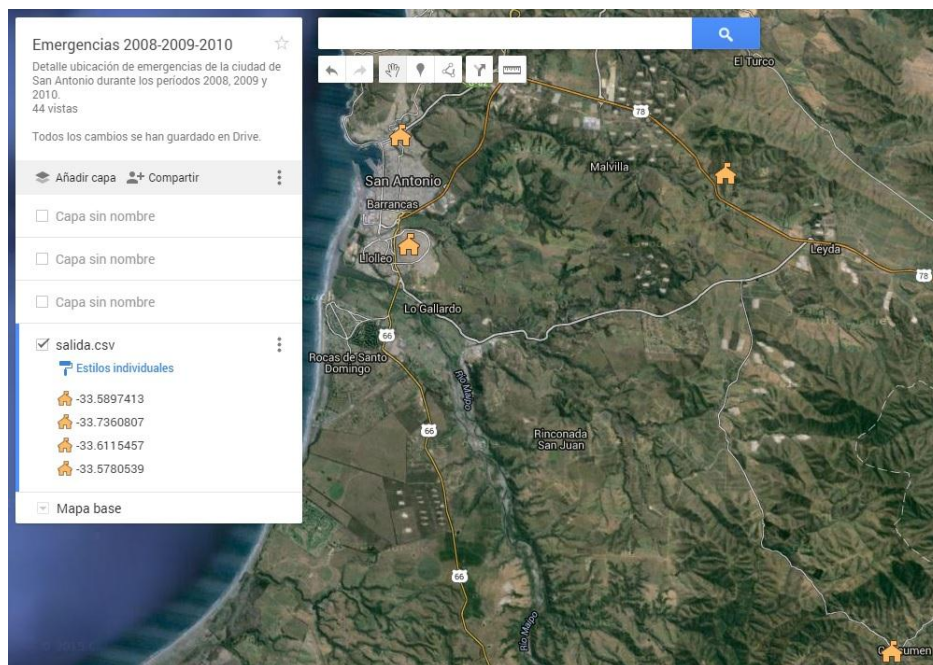 Emergencias 2008-2009-2010
Detalle ubicación de emergencias de la ciudad de
San Antonio durante los períodos 2008, 2009 y
2010.
44 vistas
Todos los cambios se han guardado en Drive.
Añadir capa Compartir
Capa sin nombre
Capa sin nombre
Capa sin nombre
salida.csv
Estilos individuales
-33.5897413
-33.7360807
-33.6115457
-33.5780539
Mapa base
El Turco
78
Malvilla
San Antonio
Barrancas
Leyda
Llolleo
78
Lo Gallardo
66
Rocas de Santo
Domingo
Río Maipo
66
Rinconada
San Juan
66
Río Maipo